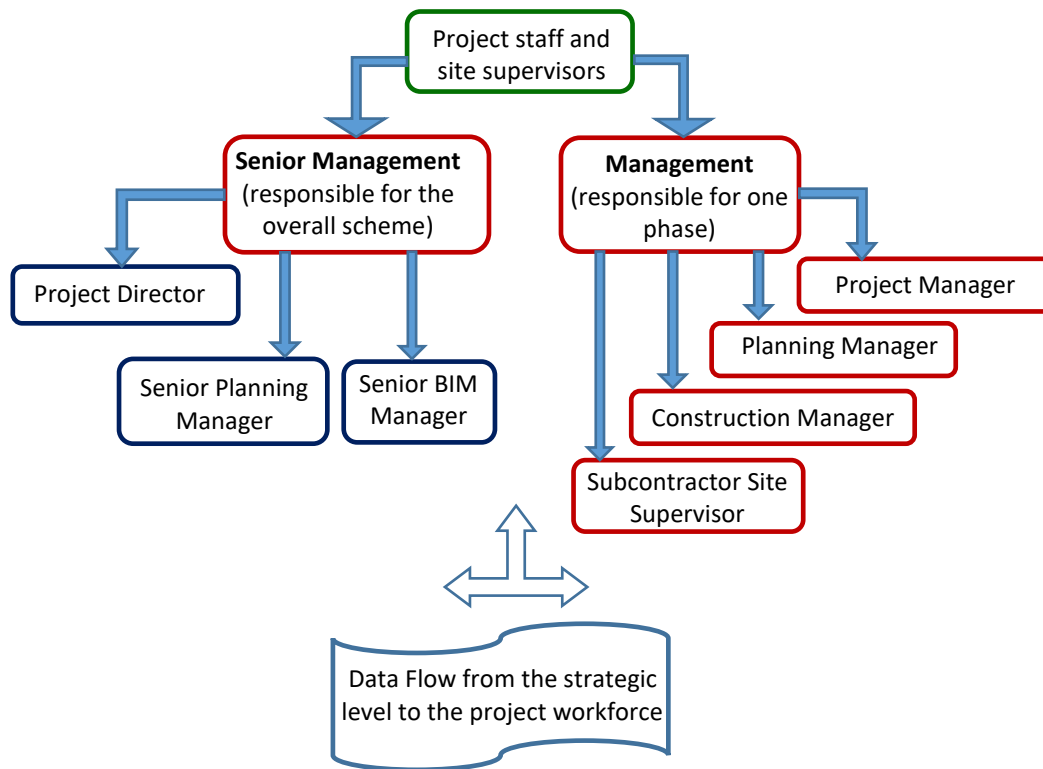 Project staff and
site supervisors
Senior Management
(responsible for the
overall scheme)
Management
(responsible for one
phase)
Project Director
Project Manager
Planning Manager
Senior Planning
Manager
Senior BIM
Manager
Construction Manager
Subcontractor Site
Supervisor
Data Flow from the strategic
level to the project workforce